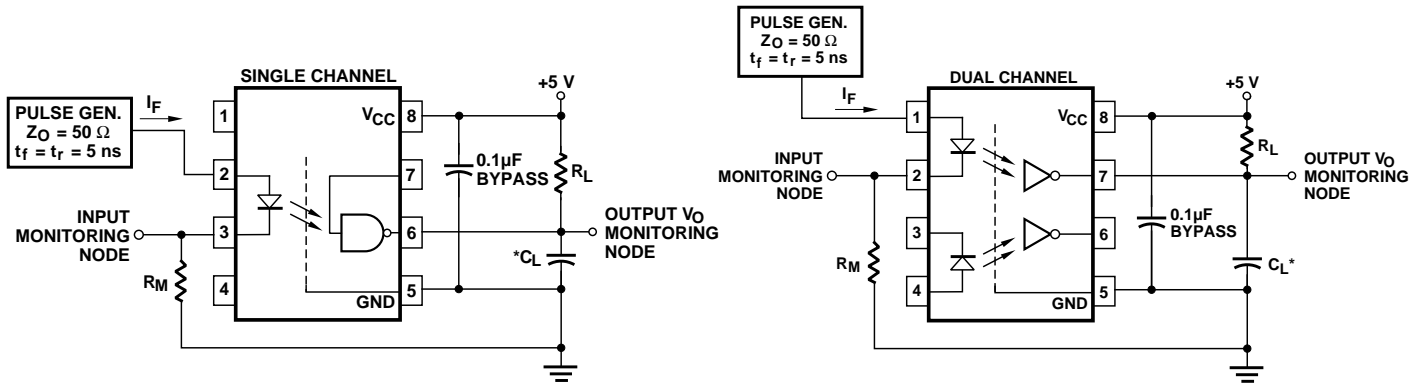 PULSE GEN.
ZO = 50 Ω
tf = tr = 5 ns
IF
SINGLE CHANNEL
1
2
3
4
VCC
8
7
6
5
GND
INPUT
MONITORING
NODE
RM
+5 V
0.1µF
BYPASS
RL
OUTPUT VO
MONITORING
NODE
*CL
PULSE GEN.
ZO = 50 Ω
tf = tr = 5 ns
IF
DUAL CHANNEL
1
2
3
4
VCC
8
7
6
5
GND
INPUT
MONITORING
NODE
RM
+5 V
RL
OUTPUT VO
MONITORING
NODE
0.1µF
BYPASS
CL*